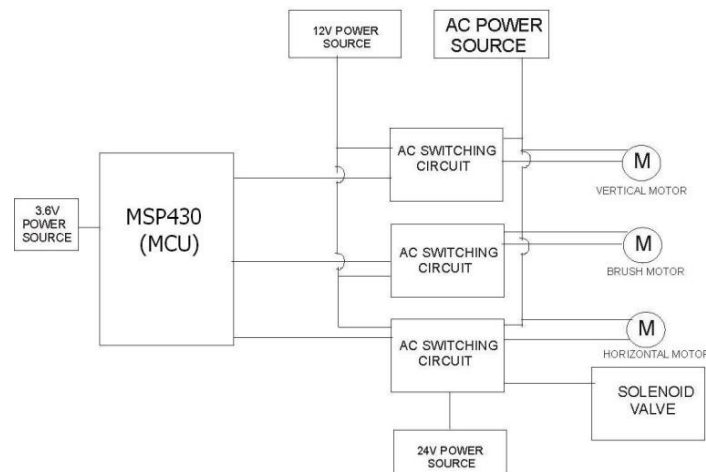 12V POWER
SOURCE
AC POWER
SOURCE
AC SWITCHING
CIRCUIT
M
VERTICAL MOTOR
3.6V
POWER
SOURCE
MSP430
(MCU)
AC SWITCHING
CIRCUIT
M
BRUSH MOTOR
AC SWITCHING
CIRCUIT
M
HORIZONTAL MOTOR
SOLENOID
VALVE
24V POWER
SOURCE